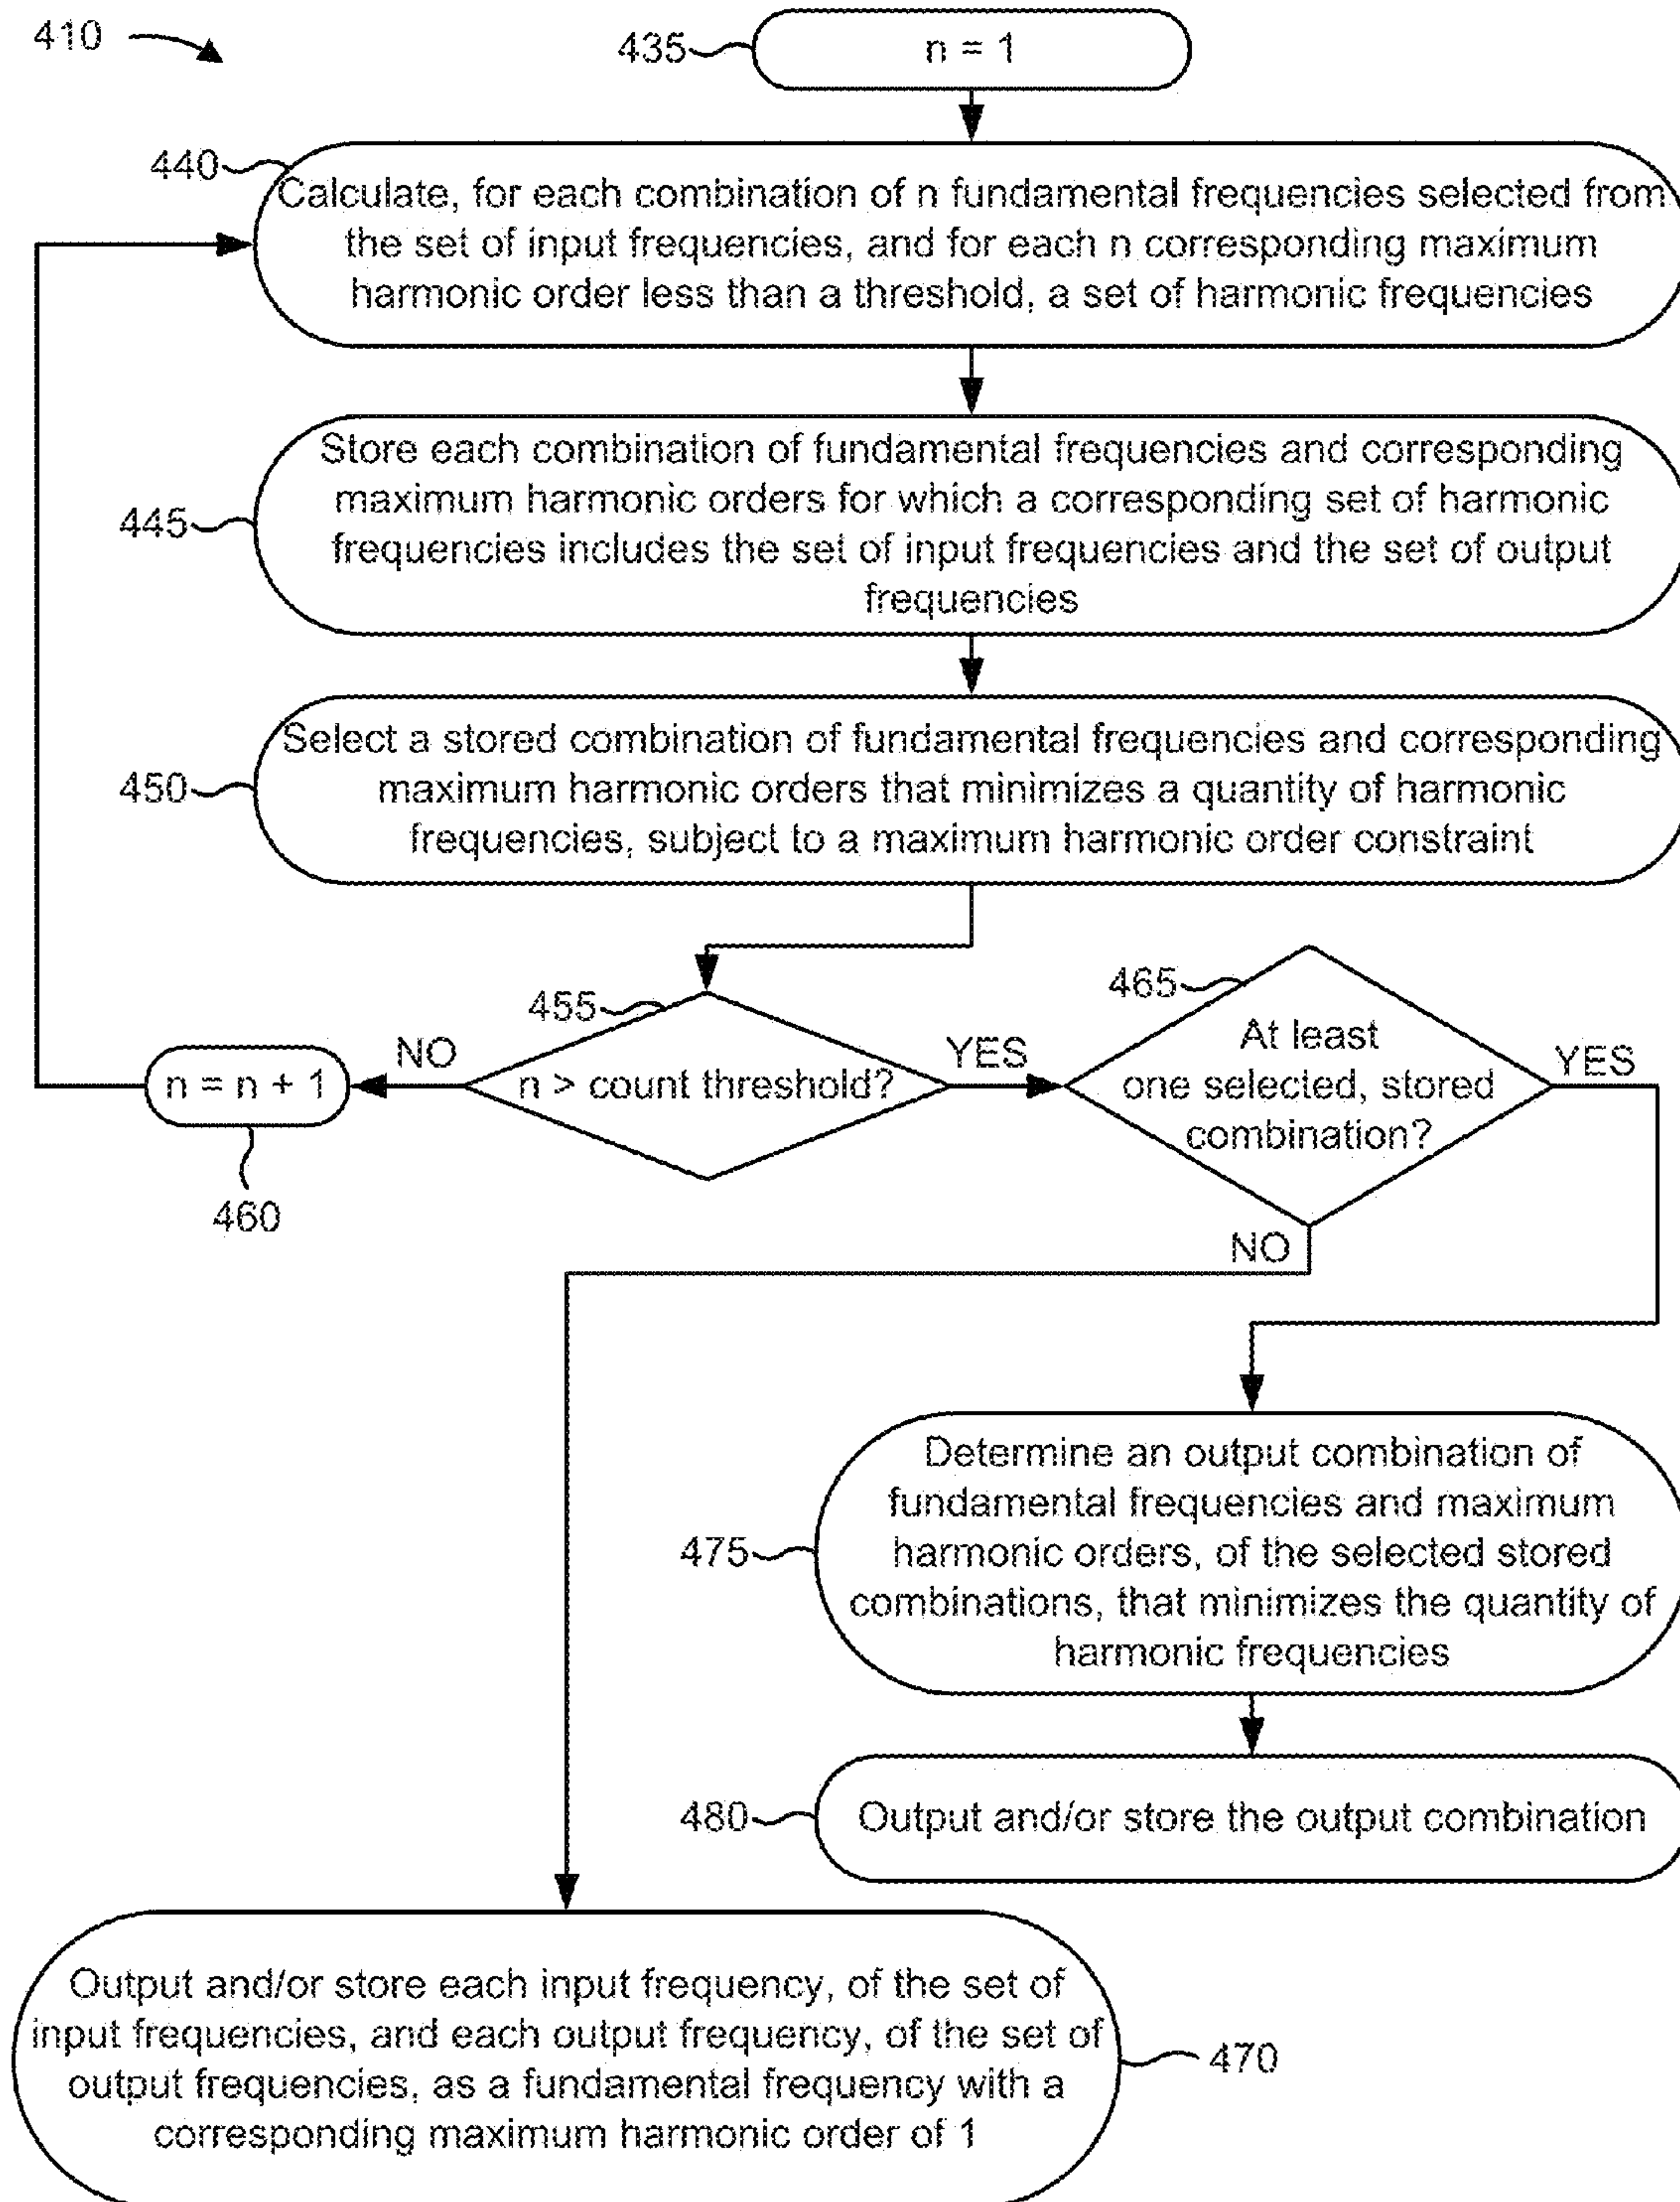 410
435
n = 1
440
Calculate, for each combination of n fundamental frequencies selected from
the set of input frequencies, and for each n corresponding maximum
harmonic order less than a threshold, a set of harmonic frequencies
445
Store each combination of fundamental frequencies and corresponding
maximum harmonic orders for which a corresponding set of harmonic
frequencies includes the set of input frequencies and the set of output
frequencies
450
Select a stored combination of fundamental frequencies and corresponding
maximum harmonic orders that minimizes a quantity of harmonic
frequencies, subject to a maximum harmonic order constraint
455
n > count threshold?
NO
YES
n = n + 1
460
465
At least
one selected, stored
combination?
YES
NO
475
Determine an output combination of
fundamental frequencies and maximum
harmonic orders, of the selected stored
combinations, that minimizes the quantity of
harmonic frequencies
480
Output and/or store the output combination
Output and/or store each input frequency, of the set of
input frequencies, and each output frequency, of the set of
output frequencies, as a fundamental frequency with a
corresponding maximum harmonic order of 1
470